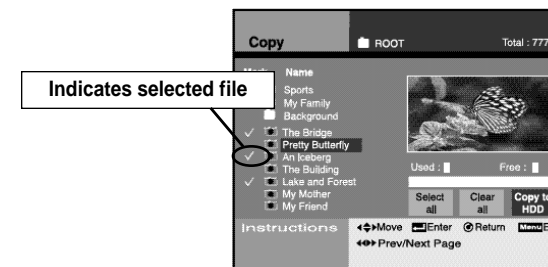 Copy ROOT Total : 777
Name
Indicates selected file
Sports
My Family
Background
✓ The Bridge
Pretty Butterfly
✓ An Iceberg
The Building
✓ Lake and Forest
My Mother
My Friend
Used : Free :
Select all
Clear all
Copy to HDD
Instructions
Move Enter Return Menu
Prev/Next Page